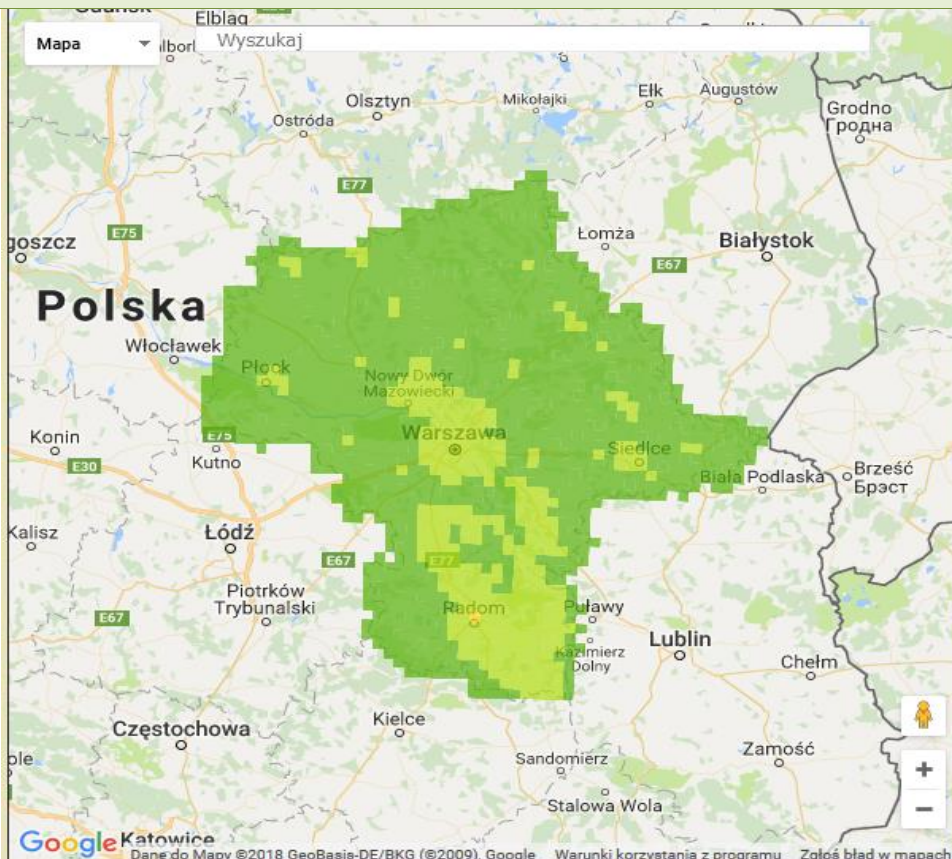 Gdańsk
Elbląg
Mapa
Wyszukaj
Ełk
Augustów
Olsztyn
Mikołajki
Ostróda
Grodno
Гродна
E77
Łomża
Białystok
E75
goszcz
E67
Polska
Włocławek
Płock
Nowy Dwór
Mazowiecki
Warszawa
Konin
E75
Siedlce
E30
Kutno
Biała Podlaska
Brześć
Брэст
Kalisz
Łódź
E67
E77
Piotrków
Trybunalski
E67
Radom
Puławy
Lublin
Kazimierz
Dolny
Chełm
Kielce
Częstochowa
Zamość
ole
Sandomierz
Stalowa Wola
Google
Katowice
Dane do Mapy ©2018 GeoBasis-DE/BKG (©2009), Google
Warunki korzystania z programu
Zgłoś błąd w mapach